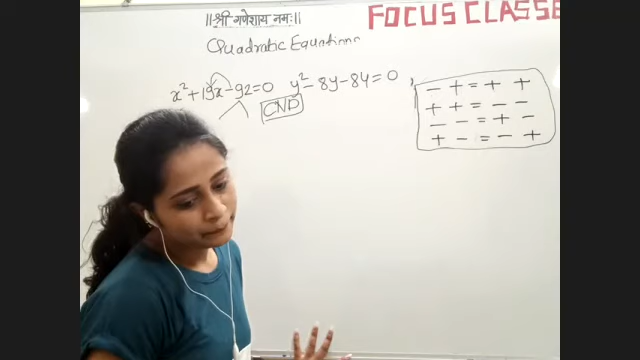 ||श्री गणेशाय नमः||
FOCUS CLASSE
Quadratic Equations
x² + 19x - 92 = 0 y² - 8y - 84 = 0 ,
CND
- + = + +
+ + = - -
- - = + -
+ - = - +